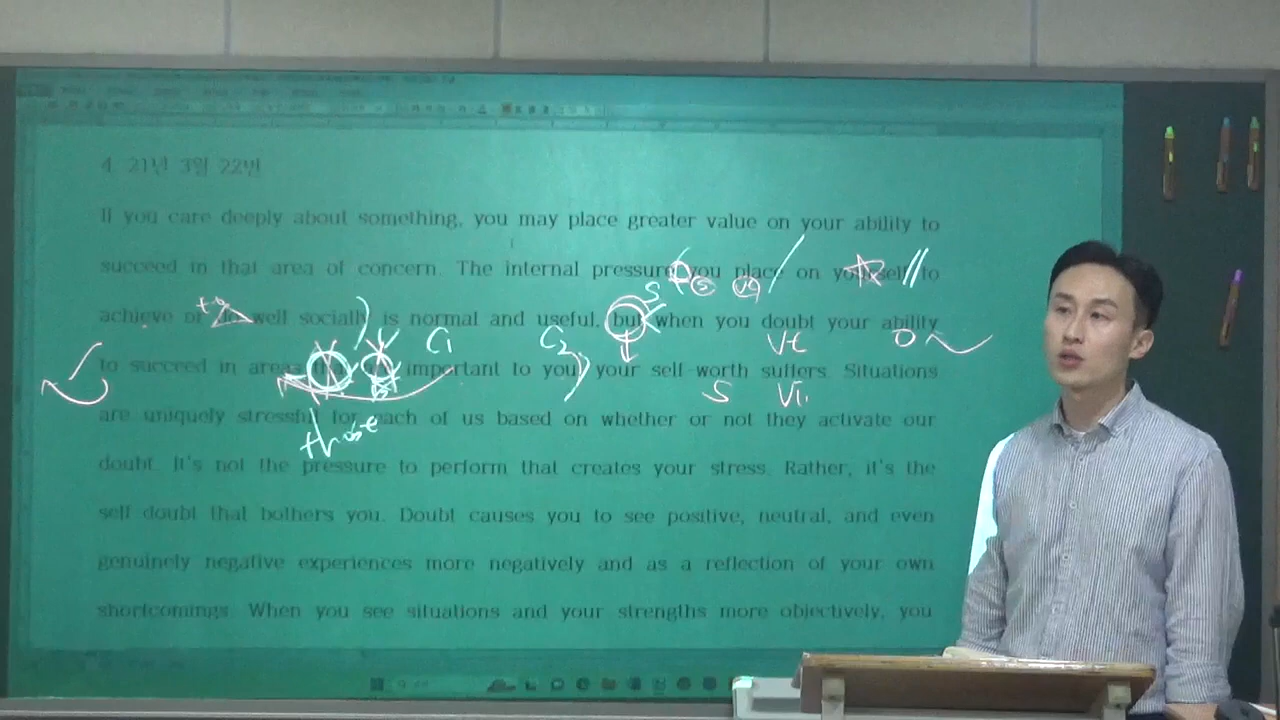 4. 21년 3월 22번
If you care deeply about something, you may place greater value on your ability to
succeed in that area of concern. The internal pressure you place on yourself to
achieve or do well socially is normal and useful, but when you doubt your ability
to succeed in areas that are important to you, your self-worth suffers. Situations
are uniquely stressful for each of us based on whether or not they activate our
doubt. It's not the pressure to perform that creates your stress. Rather, it's the
self doubt that bothers you. Doubt causes you to see positive, neutral, and even
genuinely negative experiences more negatively and as a reflection of your own
shortcomings. When you see situations and your strengths more objectively, you
S
S
Vt
C1
C2
S
Vt
O
S
Vi
those